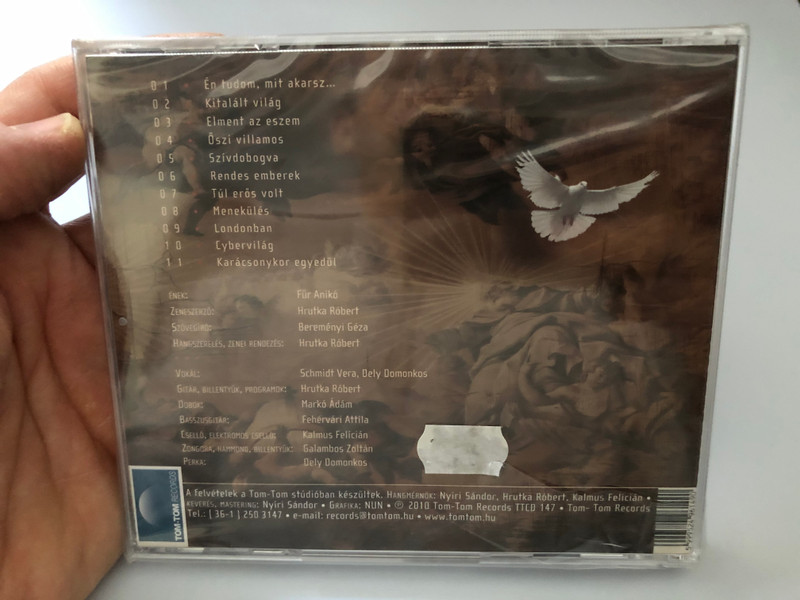 01 Én tudom, mit akarsz...
02 Kitalált világ
03 Elment az eszem
04 Őszi villamos
05 Szívdobogva
06 Rendes emberek
07 Túl erős volt
08 Menekülés
09 Londonban
10 Cybervilág
11 Karácsonykor egyedül
Ének: Für Anikó
Zeneszerző: Hrutka Róbert
Szövegíró: Bereményi Géza
Hangszerelés, zenei rendezés: Hrutka Róbert
Vokál: Schmidt Vera, Dely Domonkos
Gitár, billentyűk, programok: Hrutka Róbert
Dobok: Markó Ádám
Basszusgitár: Fehérvári Attila
Cselló, elektromos cselló: Kalmus Felicián
Zongora, hammond, billentyűk: Galambos Zoltán
Perka: Dely Domonkos
A felvételek a Tom-Tom stúdióban készültek. Hangmérnök: Nyíri Sándor, Hrutka Róbert, Kalmus Felicián •
Keverés, mastering: Nyíri Sándor • Grafika: NUN • ℗ 2010 Tom-Tom Records TTCD 147 • Tom- Tom Records
Tel.: [ 36-1 ] 250 3147 • e-mail: records@tomtom.hu • www.tomtom.hu
TOM-TOM RECORDS